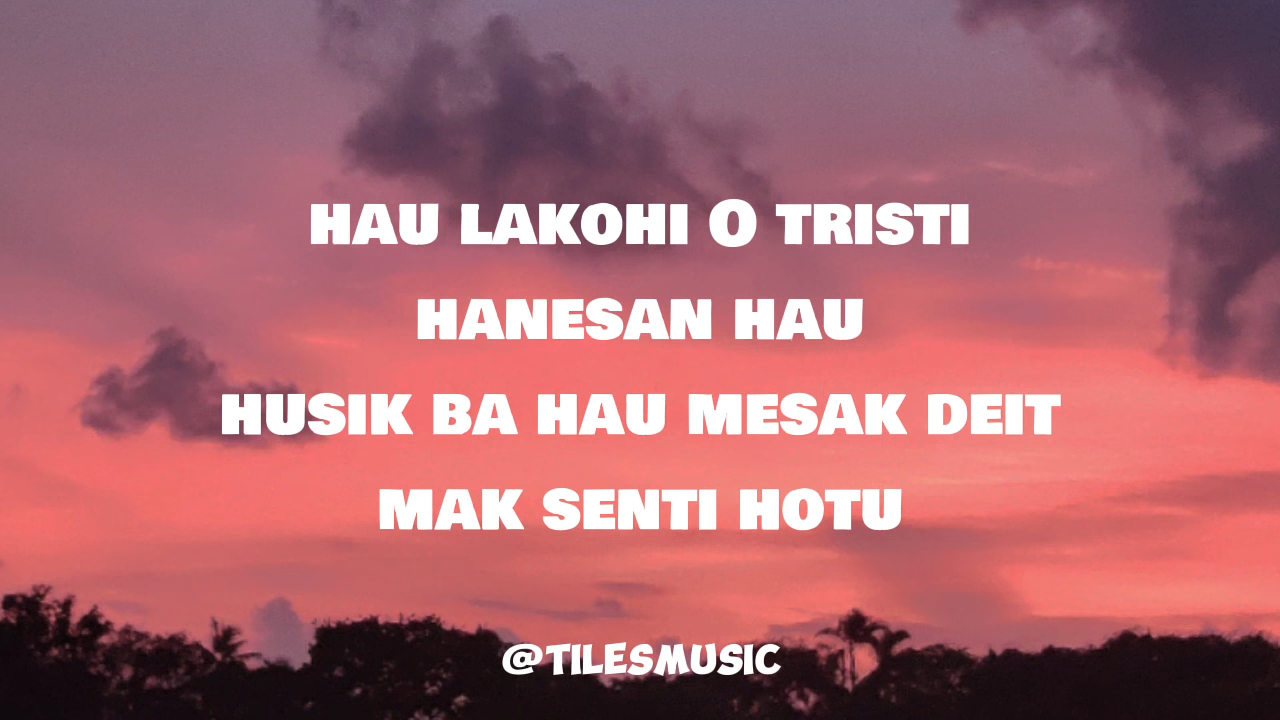 HAU LAKOHI O TRISTI
HANESAN HAU
HUSIK BA HAU MESAK DEIT
MAK SENTI HOTU
@TILESMUSIC